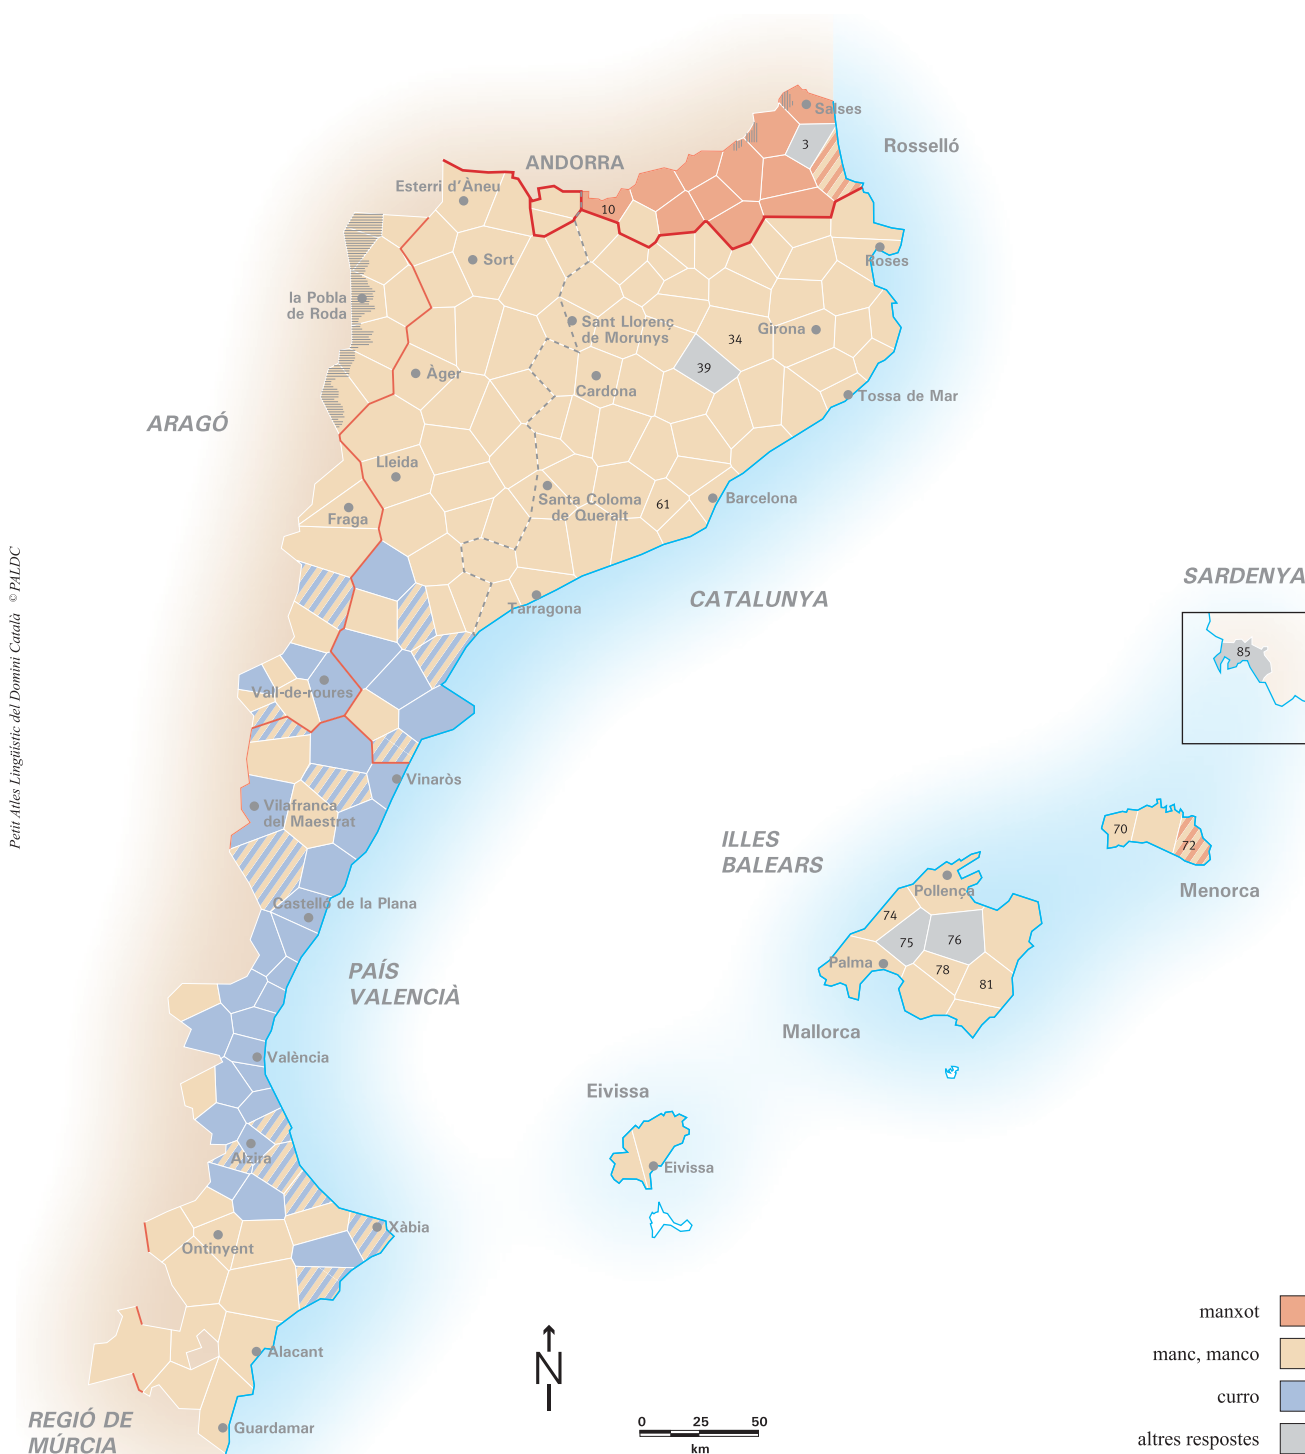 Salses
3
Rosselló
ANDORRA
Esterri d'Àneu
10
Roses
Sort
la Pobla
de Roda
Sant Llorenç
de Morunys
34
Girona
39
Àger
Cardona
Tossa de Mar
ARAGÓ
Lleida
Santa Coloma
de Queralt
61
Barcelona
Fraga
Petit Atles Lingüístic del Domini Català © PALDC
SARDENYA
CATALUNYA
Tarragona
85
Vall-de-roures
Vinaròs
Vilafranca
del Maestrat
ILLES
BALEARS
70
72
Menorca
Pollença
Castelló de la Plana
74
75
76
Palma
78
81
PAÍS
VALENCIÀ
Mallorca
València
Eivissa
Alzira
Eivissa
Xàbia
Ontinyent
manxot
Alacant
manc, manco
N
curro
REGIÓ DE
MÚRCIA
Guardamar
0 25 50
km
altres respostes